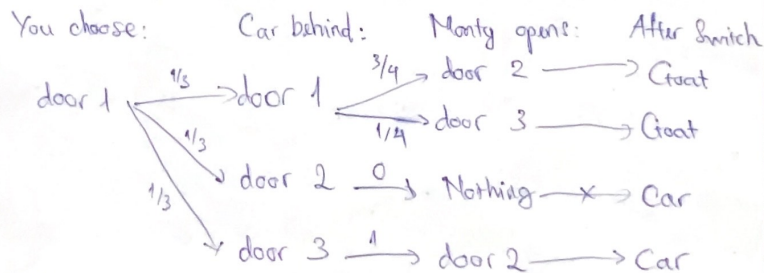 You choose: Car behind: Monty opens: After Switch
3/4 door 2 Goat
1/3 door 1
door 1
1/4 door 3 Goat
1/3
door 2 0 Nothing x Car
1/3
door 3 1 door 2 Car